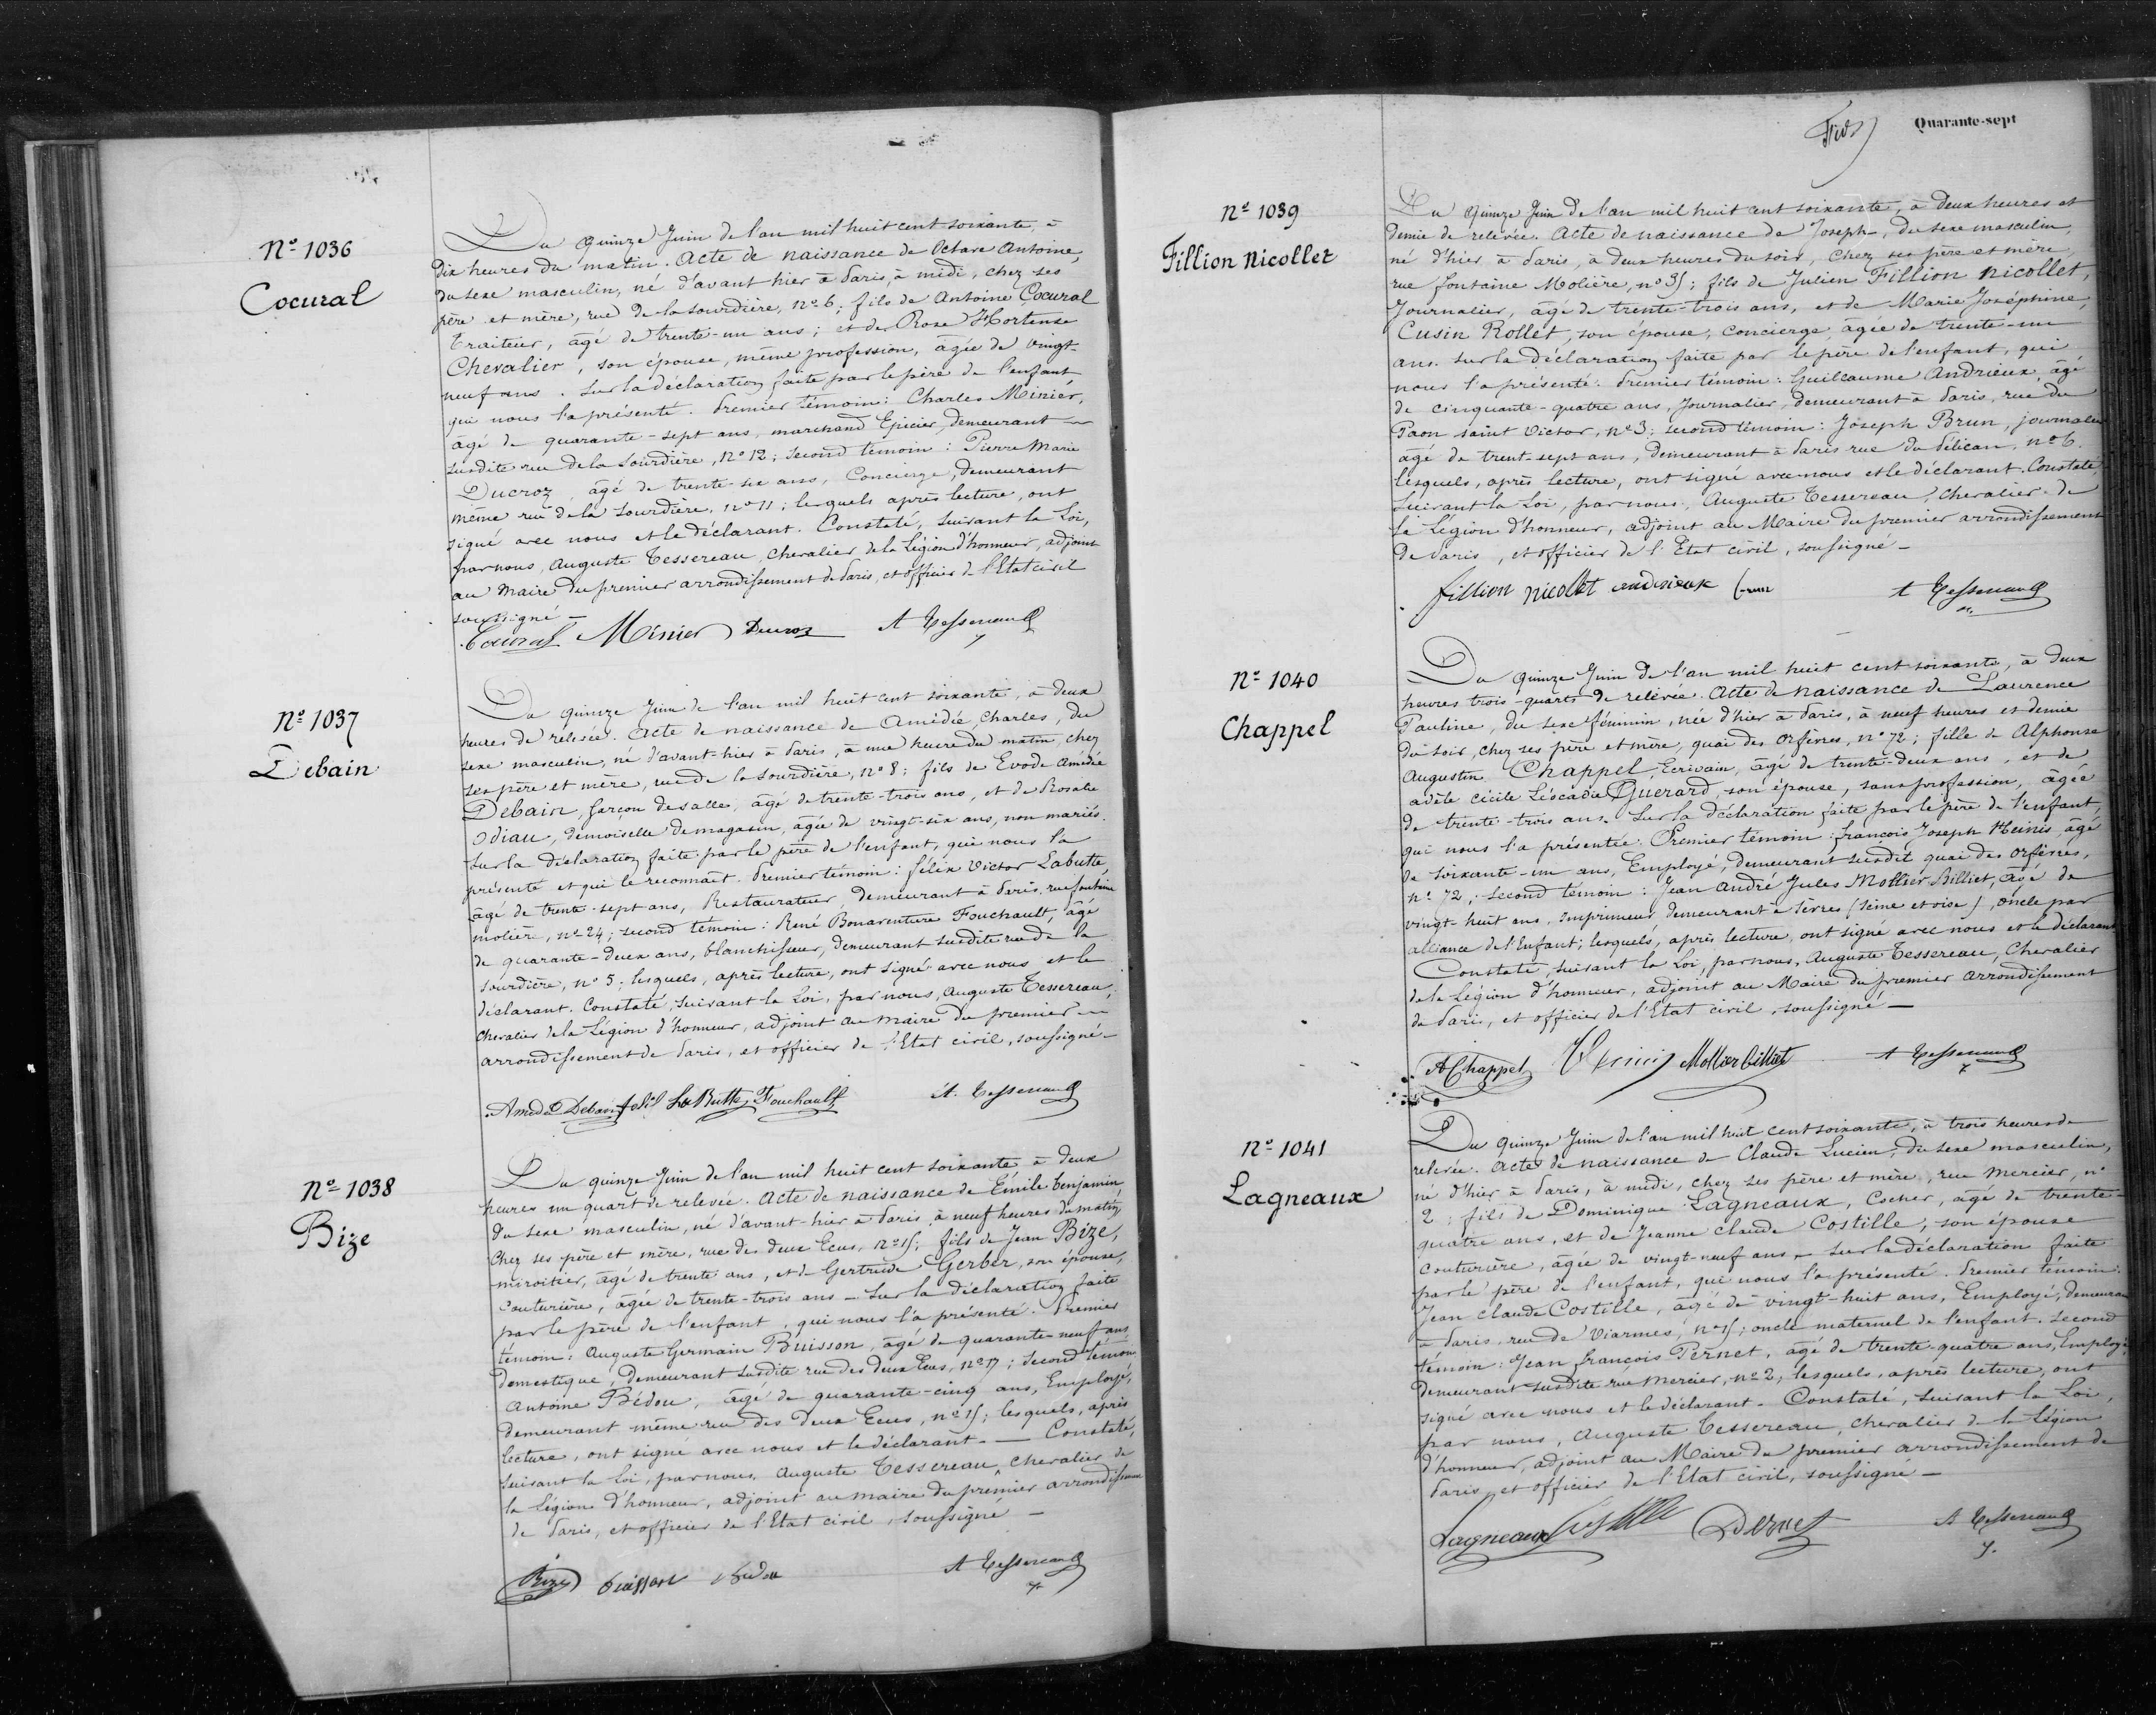 Nº 1036
Cocural
Du quinze Juin de l'an mil huit cent soixante, à
dix heures du matin. Acte de naissance de Octave Antoine,
du sexe masculin, né d'avant hier à Paris, à midi, chez ses
père et mère, rue de la Sourdière, nº 6; fils de Antoine Cocural
traiteur, âgé de trente-un ans; et de Rose Hortense
Chevalier, son épouse, même profession, âgée de vingt-
neuf ans. Sur la déclaration faite par le père de l'enfant
qui nous l'a présenté. Premier témoin: Charles Minier,
âgé de quarante-sept ans, marchand Epicier, demeurant
susdite rue de la Sourdière, Nº 12; second témoin: Pierre Marie
Ducroz, âgé de trente-six ans, Concierge, demeurant
même rue de la Sourdière, nº 11; lesquels après lecture, ont
signé avec nous et le déclarant. Constaté, suivant la Loi,
par nous, Auguste Tessereau, chevalier de la Légion d'honneur, adjoint
au Maire du premier arrondissement de Paris, et officier de l'Etat civil
soussigné —
Cocural Minier Ducroz A Tessereau
Nº 1037
Debain
Du quinze Juin de l'an mil huit cent soixante, à deux
heures de relevée. Acte de naissance de Amédée, Charles, du
sexe masculin, né d'avant-hier à Paris, à une heure du matin, chez
ses père et mère, rue de la Sourdière, nº 8; fils de Evode Amédée
Debain, garçon de salle, âgé de trente-trois ans, et de Rosalie
Odiau, demoiselle de magasin, âgée de vingt-six ans, non mariés.
Sur la déclaration faite par le père de l'enfant, qui nous l'a
présenté et qui le reconnaît. Premier témoin: Félix Victor Labutte,
âgé de trente-sept ans, Restaurateur, demeurant à Paris, rue fontaine
molière, nº 24; second témoin: René Bonaventure Fouchault, âgé
de quarante-deux ans, blanchisseur, demeurant susdite rue de la
sourdière, nº 5; lesquels, après lecture, ont signé avec nous et le
déclarant. Constaté, suivant la Loi, par nous, Auguste Tessereau,
Chevalier de la Légion d'honneur, adjoint au maire du premier
arrondissement de Paris, et officier de l'Etat civil, soussigné —
Amédé Debain félix La Butte Fouchault A. Tessereau
Nº 1038
Bize
Du quinze Juin de l'an mil huit cent soixante, à deux
heures un quart de relevée. Acte de naissance de Émile Benjamin
du sexe masculin, né d'avant-hier à Paris, à neuf heures du matin,
chez ses père et mère, rue des deux Ecus, nº 15; fils de Jean Bize,
miroitier, âgé de trente ans, et de Gertrude Gerber, son épouse,
couturière, âgée de trente-trois ans — Sur la déclaration faite
par le père de l'enfant, qui nous l'a présenté. Premier
témoin: Auguste Germain Buisson, âgé de quarante-neuf ans
domestique, demeurant susdite rue des deux Ecus, nº 17; second témoin
Antoine Bédou, âgé de quarante-cinq ans, Employé,
demeurant même rue des deux Ecus, nº 15; lesquels, après
lecture, ont signé avec nous et le déclarant. — Constaté,
suivant la Loi, par nous, Auguste Tessereau, chevalier de
la Légion d'honneur, adjoint au maire du premier arrondissement
de Paris, et officier de l'Etat civil, soussigné —
Bize Buisson Bedou A Tessereau
Quarante-sept
Nº 1039
Fillion Nicollet
Du quinze Juin de l'an mil huit cent soixante, à deux heures et
demie de relevée. Acte de naissance de Joseph, du sexe masculin,
né d'hier à Paris, à deux heures du soir, chez ses père et mère,
rue fontaine Molière, nº 35; fils de Julien Fillion Nicollet,
Journalier, âgé de trente-trois ans, et de Marie Joséphine,
Cusin Rollet, son épouse, concierge, âgée de trente-un
ans. Sur la déclaration faite par le père de l'enfant, qui
nous l'a présenté. Premier témoin: Guillaume Andrieux, âgé
de cinquante-quatre ans, Journalier, demeurant à Paris, rue du
Paon saint Victor, nº 3; second témoin: Joseph Brun, journalier
âgé de trent-sept ans, demeurant à Paris rue du Pélican, nº 6.
lesquels, après lecture, ont signé avec nous et le déclarant. Constaté,
suivant la Loi, par nous, Auguste Tessereau, Chevalier de
la Légion d'honneur, adjoint au Maire du premier arrondissement
de Paris, et officier de l'Etat civil, soussigné —
fillion nicollet andrieux brun A Tessereau
Nº 1040
Chappel
Du quinze Juin de l'an mil huit cent soixante, à deux
heures trois-quarts de relevée. Acte de naissance de Laurence
Pauline, du sexe féminin, née d'hier à Paris, à neuf heures et demie
du soir, chez ses père et mère, quai des Orfèvres, nº 72; fille de Alphonse
Augustin Chappel, Ecrivain, âgé de trente-deux ans, et de
adèle cécile Léocadie Guerard, son épouse, sans profession, âgée
de trente-trois ans. Sur la déclaration faite par le père de l'enfant,
qui nous l'a présentée. Premier témoin: françois Joseph Heinis, âgé
de soixante-un ans, Employé, demeurant susdit quai des orfèvres,
nº 72; second témoin: Jean André Jules Mollier Billiet, âgé de
vingt-huit ans, imprimeur, demeurant à Sèvres (Seine et oise), oncle par
alliance de l'Enfant; lesquels, après lecture, ont signé avec nous et le déclarant
Constaté, suivant la Loi, par nous, Auguste Tessereau, Chevalier
de la Légion d'honneur, adjoint au Maire du premier arrondissement
de Paris, et officier de l'Etat civil, soussigné —
A Chappel Heinis Mollier Billiet A Tessereau
Nº 1041
Lagneaux
Du quinze Juin de l'an mil huit cent soixante, à trois heures de
relevée. Acte de naissance de Claude Lucien, du sexe masculin,
né d'hier à Paris, à midi, chez ses père et mère, rue mercier, nº
2; fils de Dominique Lagneaux, Cocher, âgé de trente-
quatre ans, et de Jeanne Claude Costille, son épouse
couturière, âgée de vingt-neuf ans — Sur la déclaration faite
par le père de l'enfant, qui nous l'a présenté. Premier témoin:
Jean Claude Costille, âgé de vingt-huit ans, Employé, demeurant
à Paris, rue de Viarmes, nº 15; oncle maternel de l'enfant. Second
témoin: Jean françois Pernet, âgé de trente-quatre ans, Employé,
demeurant susdite rue mercier, nº 2, lesquels, après lecture, ont
signé avec nous et le déclarant. Constaté, suivant la Loi,
par nous, Auguste Tessereau, chevalier de la Légion
d'honneur, adjoint au Maire du premier arrondissement de
Paris, et officier de l'Etat civil, soussigné —
Lagneaux Costille Pernet A Tessereau